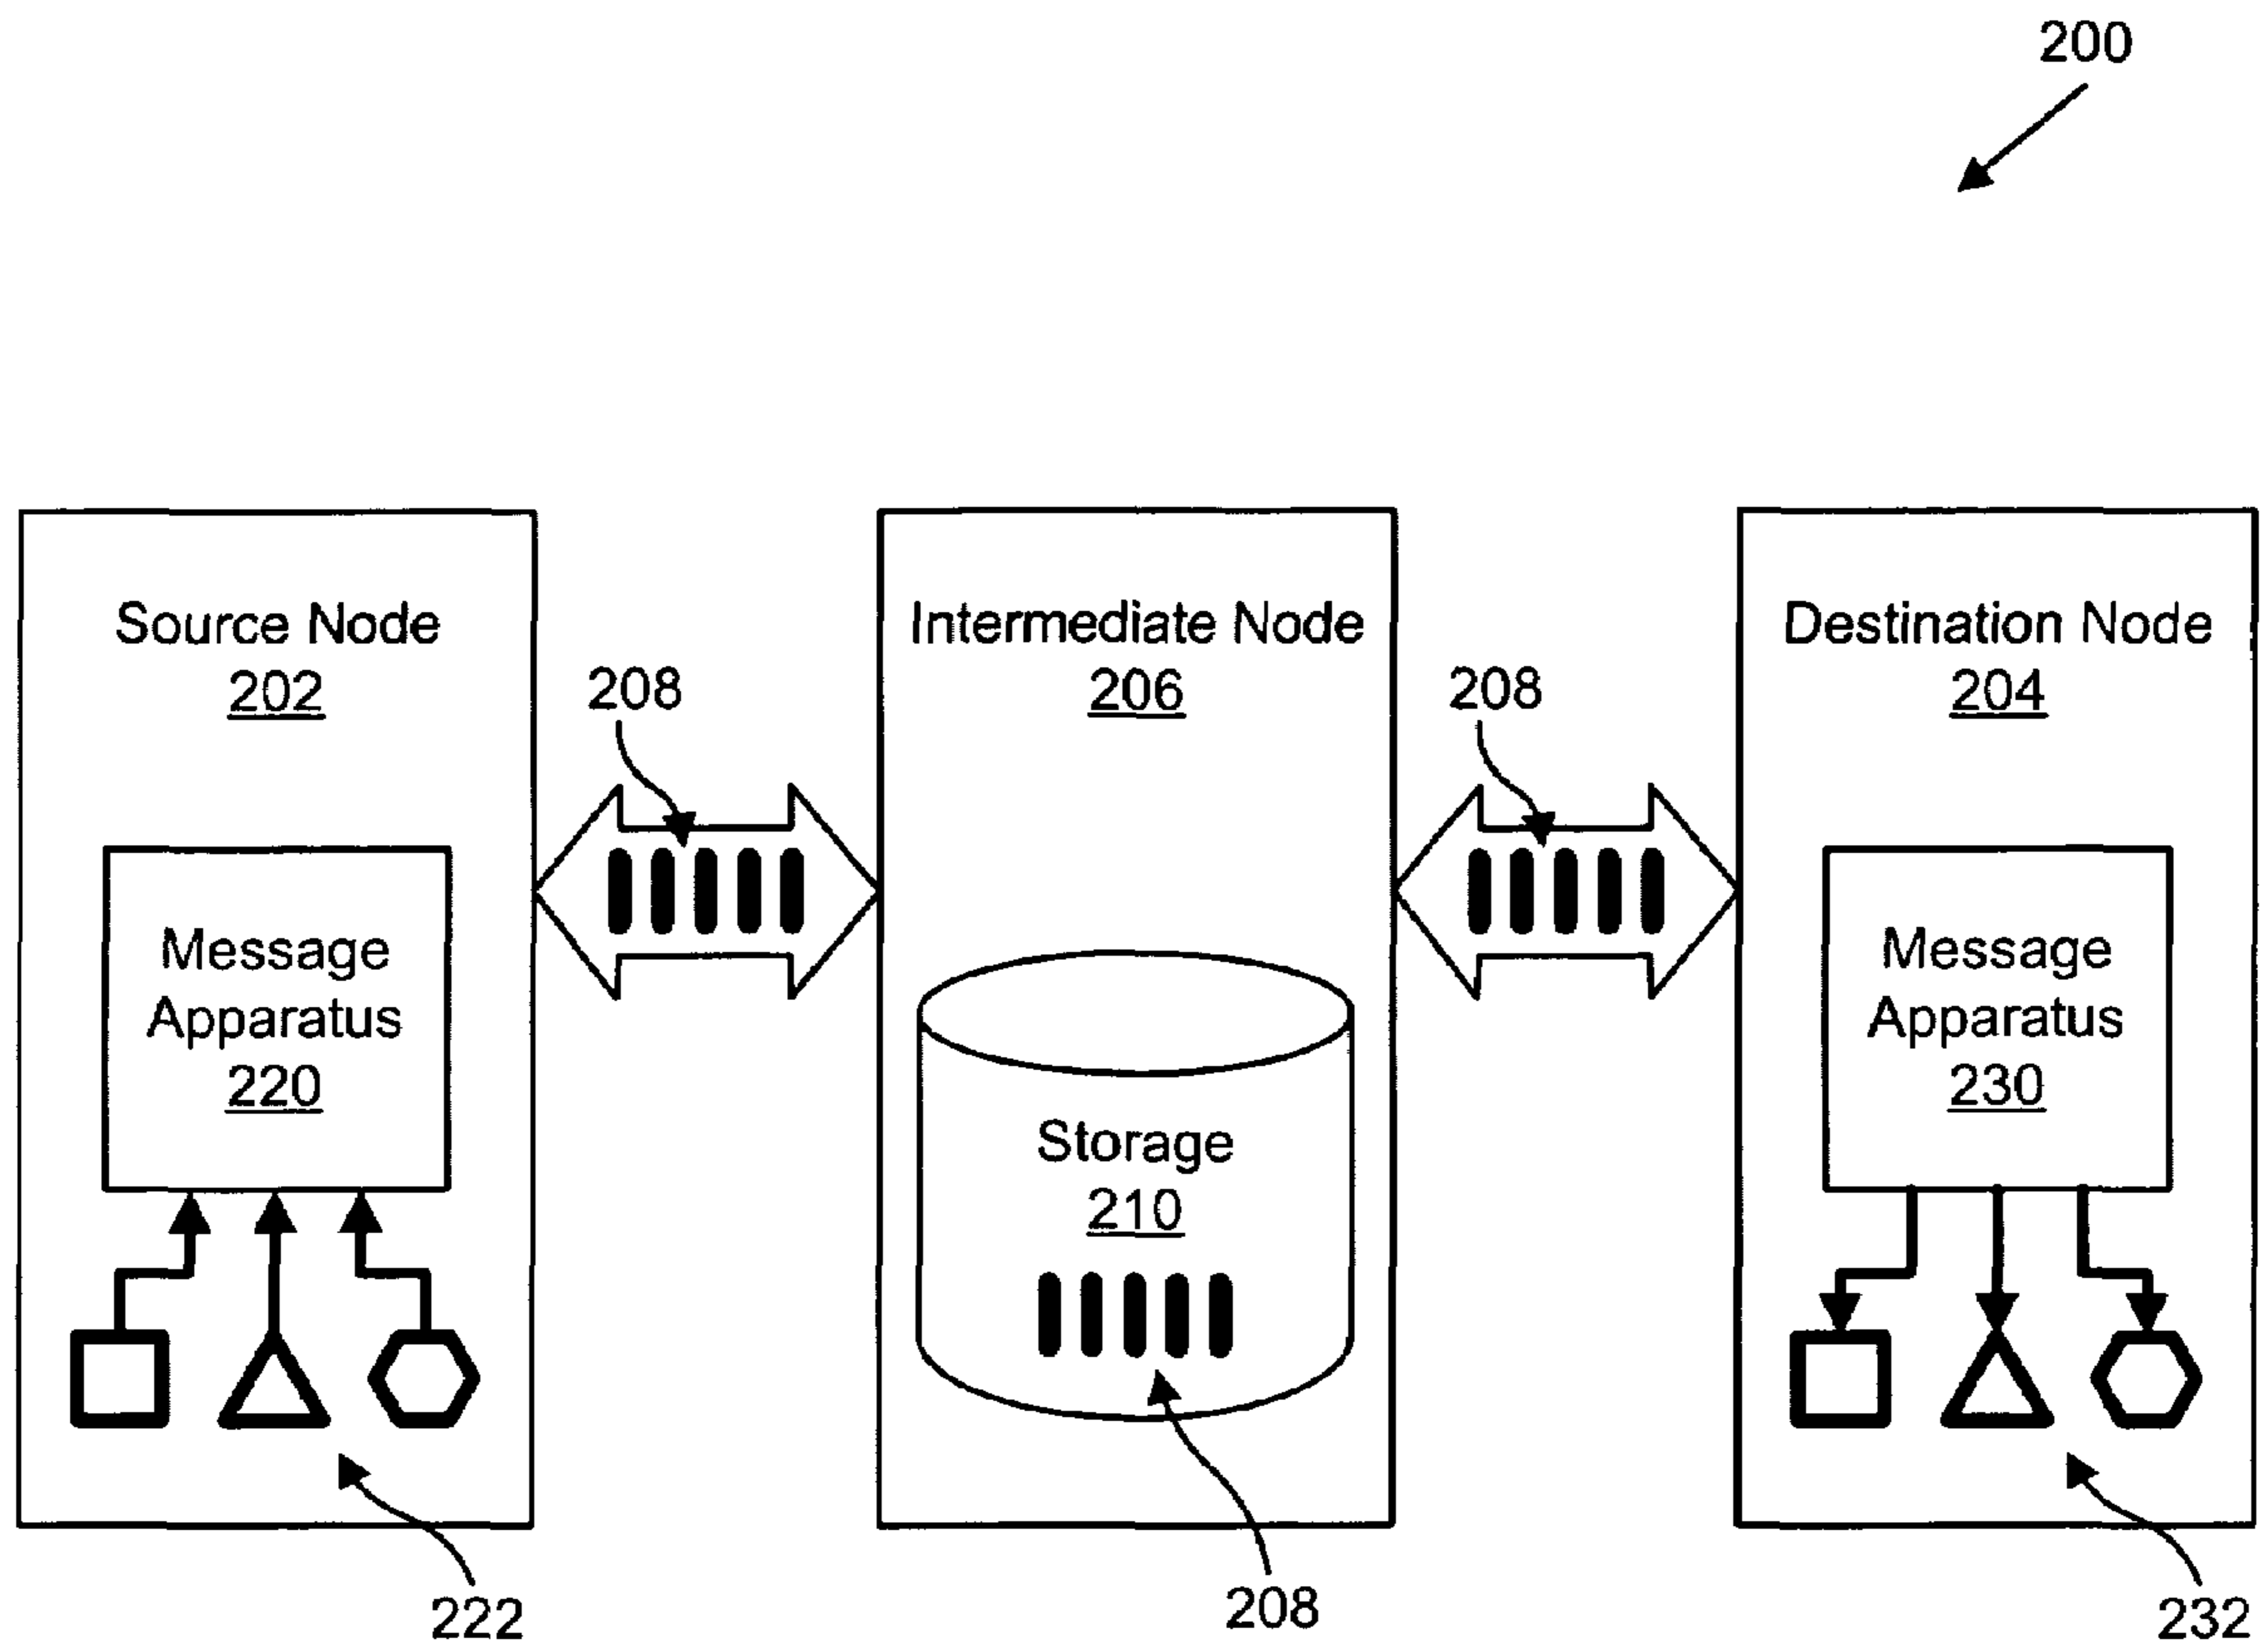 200
Source Node
202
208
Intermediate Node
206
208
Destination Node
204
Message
Apparatus
220
Storage
210
Message
Apparatus
230
222
208
232